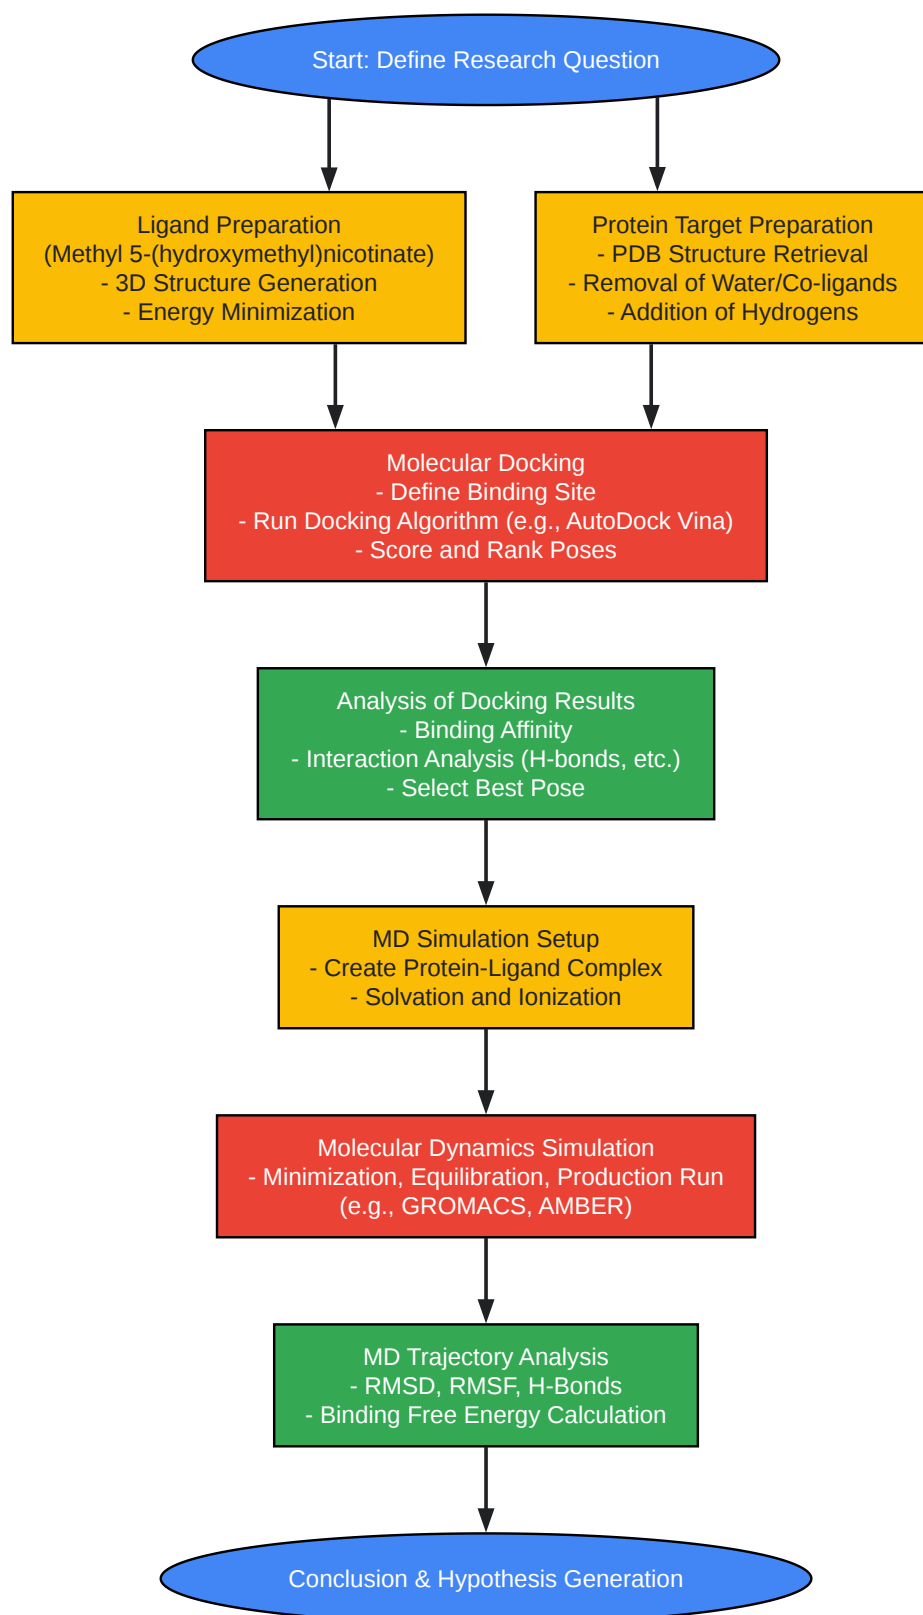 Start: Define Research Question
Ligand Preparation
(Methyl 5-(hydroxymethyl)nicotinate)
- 3D Structure Generation
- Energy Minimization
Protein Target Preparation
- PDB Structure Retrieval
- Removal of Water/Co-ligands
- Addition of Hydrogens
Molecular Docking
- Define Binding Site
- Run Docking Algorithm (e.g., AutoDock Vina)
- Score and Rank Poses
Analysis of Docking Results
- Binding Affinity
- Interaction Analysis (H-bonds, etc.)
- Select Best Pose
MD Simulation Setup
- Create Protein-Ligand Complex
- Solvation and Ionization
Molecular Dynamics Simulation
- Minimization, Equilibration, Production Run
(e.g., GROMACS, AMBER)
MD Trajectory Analysis
- RMSD, RMSF, H-Bonds
- Binding Free Energy Calculation
Conclusion & Hypothesis Generation